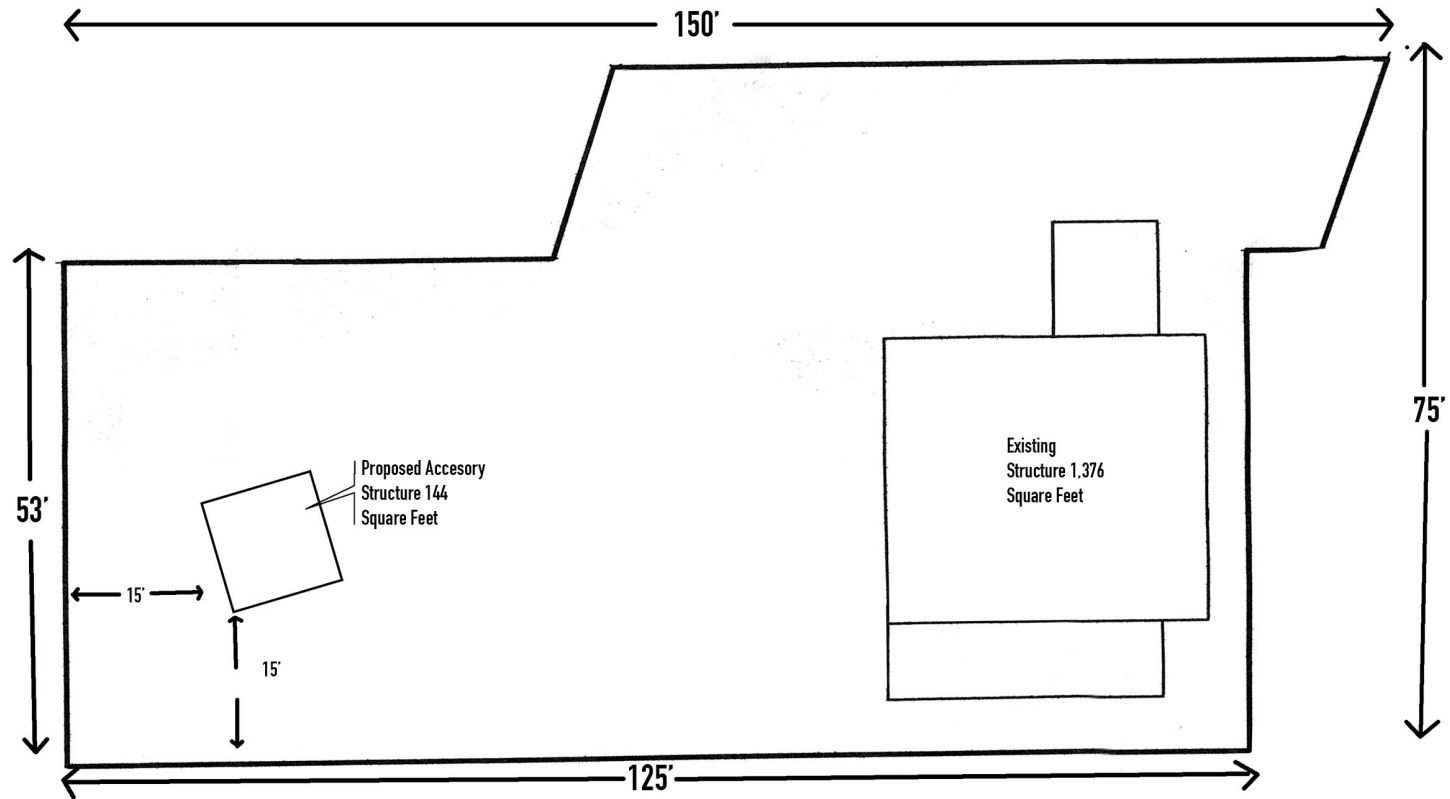 150'
75'
53'
Proposed Accesory
Structure 144
Square Feet
Existing
Structure 1,376
Square Feet
15'
15'
125'